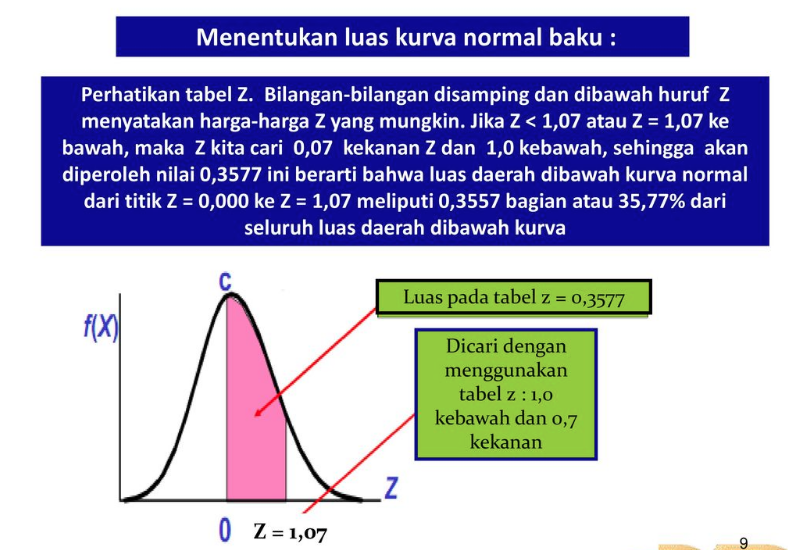 Menentukan luas kurva normal baku :
Perhatikan tabel Z. Bilangan-bilangan disamping dan dibawah huruf Z
menyatakan harga-harga Z yang mungkin. Jika Z < 1,07 atau Z = 1,07 ke
bawah, maka Z kita cari 0,07 kekanan Z dan 1,0 kebawah, sehingga akan
diperoleh nilai 0,3577 ini berarti bahwa luas daerah dibawah kurva normal
dari titik Z = 0,000 ke Z = 1,07 meliputi 0,3557 bagian atau 35,77% dari
seluruh luas daerah dibawah kurva
C
f(X)
Luas pada tabel z = 0,3577
Dicari dengan
menggunakan
tabel z : 1,0
kebawah dan 0,7
kekanan
Z
0
Z = 1,07
9